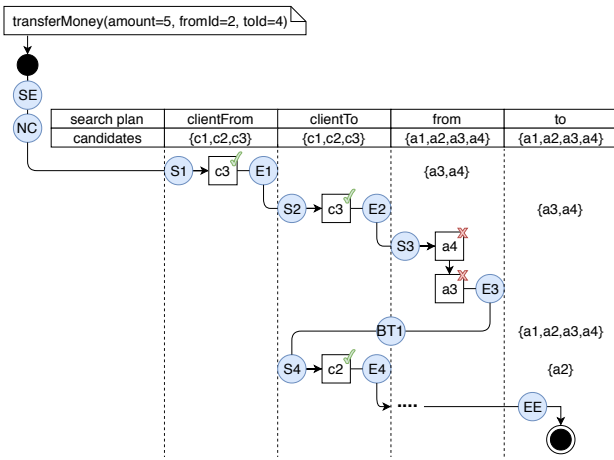 transferMoney(amount=5, fromId=2, toId=4)
SE
NC
search plan clientFrom clientTo from to
candidates {c1,c2,c3} {c1,c2,c3} {a1,a2,a3,a4} {a1,a2,a3,a4}
S1 c3 E1 {a3,a4}
S2 c3 E2 {a3,a4}
S3 a4
a3 E3
BT1 {a1,a2,a3,a4}
S4 c2 E4 {a2}
.... EE